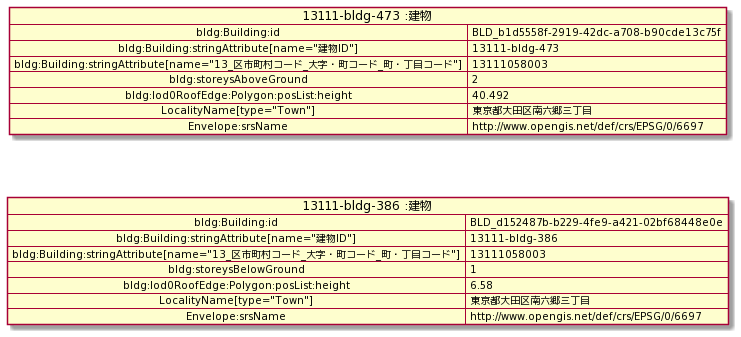 13111-bldg-473 :建物
bldg:Building:id BLD_b1d5558f-2919-42dc-a708-b90cde13c75f
bldg:Building:stringAttribute[name="建物ID"] 13111-bldg-473
bldg:Building:stringAttribute[name="13_区市町村コード_大字・町コード_町・丁目コード"] 13111058003
bldg:storeysAboveGround 2
bldg:lod0RoofEdge:Polygon:posList:height 40.492
LocalityName[type="Town"] 東京都大田区南六郷三丁目
Envelope:srsName http://www.opengis.net/def/crs/EPSG/0/6697
13111-bldg-386 :建物
bldg:Building:id BLD_d152487b-b229-4fe9-a421-02bf68448e0e
bldg:Building:stringAttribute[name="建物ID"] 13111-bldg-386
bldg:Building:stringAttribute[name="13_区市町村コード_大字・町コード_町・丁目コード"] 13111058003
bldg:storeysBelowGround 1
bldg:lod0RoofEdge:Polygon:posList:height 6.58
LocalityName[type="Town"] 東京都大田区南六郷三丁目
Envelope:srsName http://www.opengis.net/def/crs/EPSG/0/6697